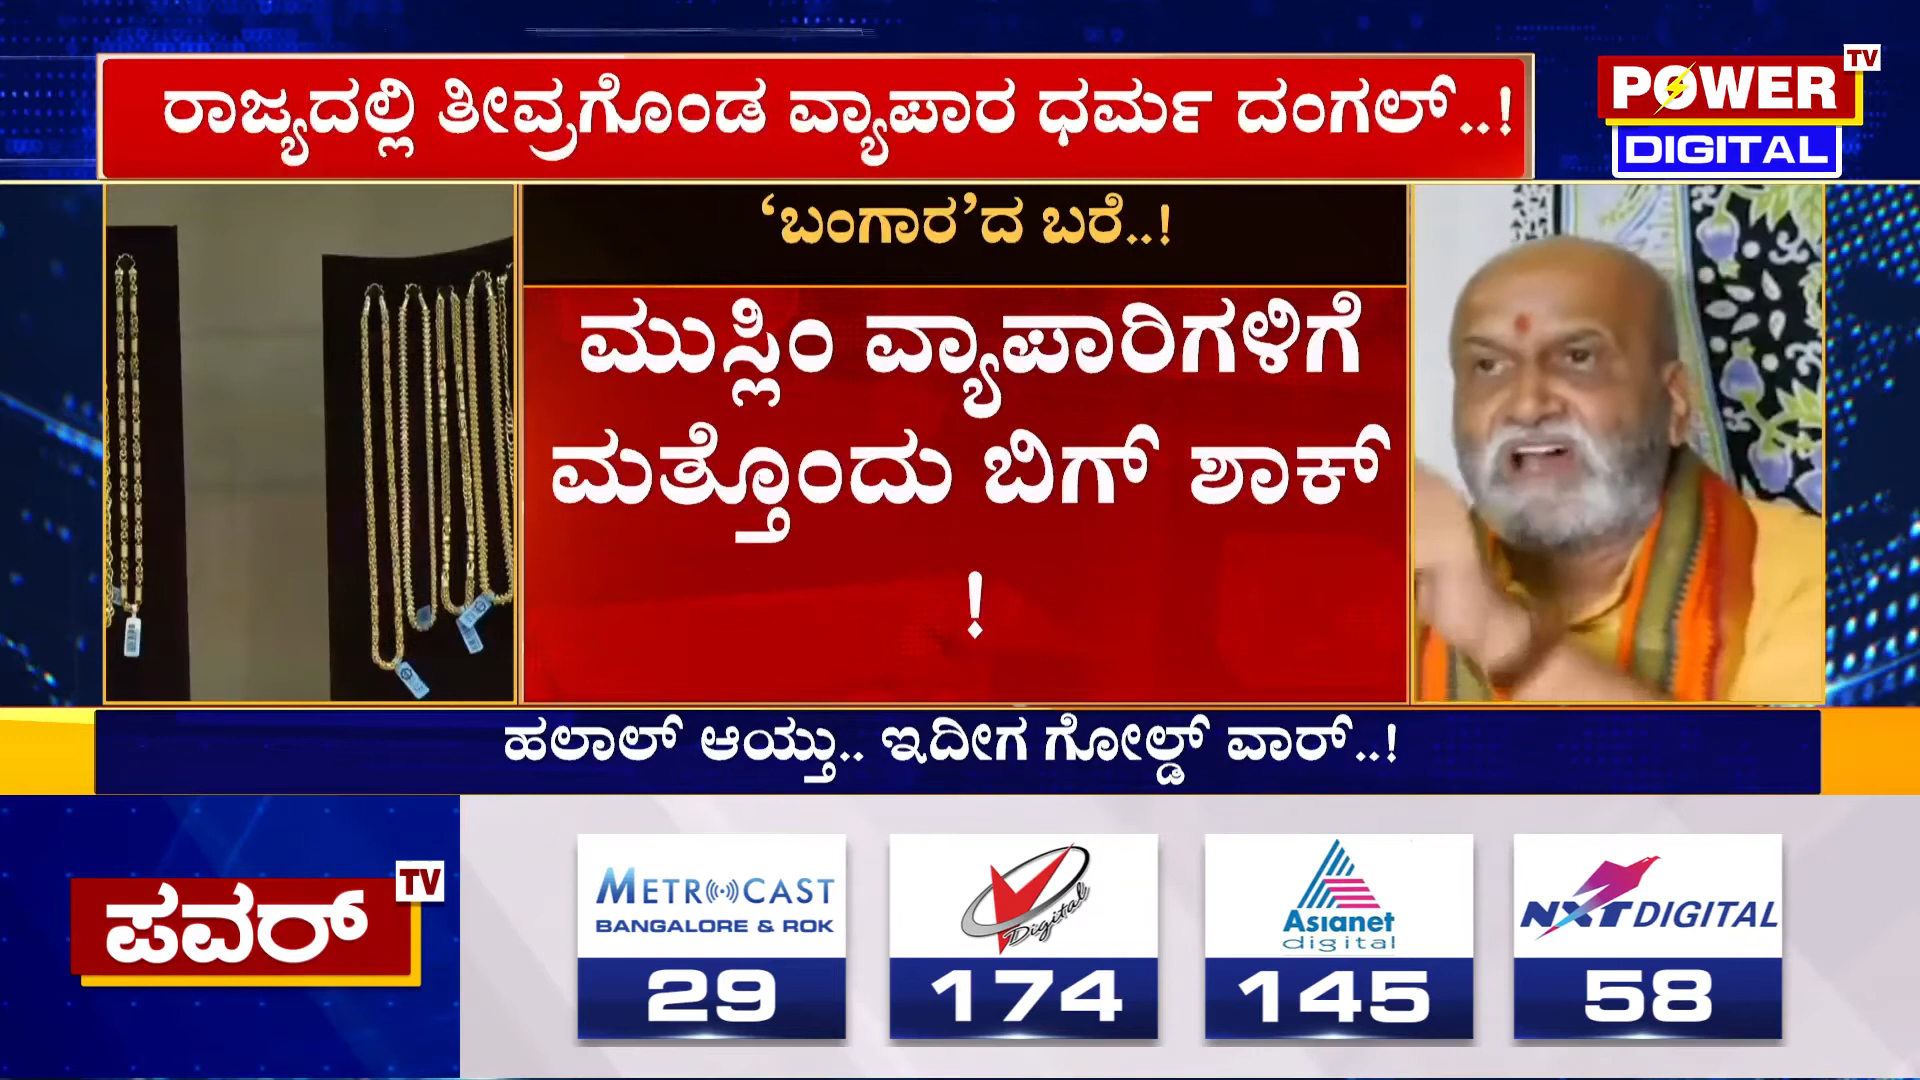 ರಾಜ್ಯದಲ್ಲಿ ತೀವ್ರಗೊಂಡ ವ್ಯಾಪಾರ ಧರ್ಮ ದಂಗಲ್..!
POWER TV
DIGITAL
‘ಬಂಗಾರ’ದ ಬರೆ..!
ಮುಸ್ಲಿಂ ವ್ಯಾಪಾರಿಗಳಿಗೆ
ಮತ್ತೊಂದು ಬಿಗ್ ಶಾಕ್
!
ಹಲಾಲ್ ಆಯ್ತು.. ಇದೀಗ ಗೋಲ್ಡ್ ವಾರ್..!
ಪವರ್ TV
METROCAST
BANGALORE & ROK
29
V Digital
174
Asianet
digital
145
NXTDIGITAL
58